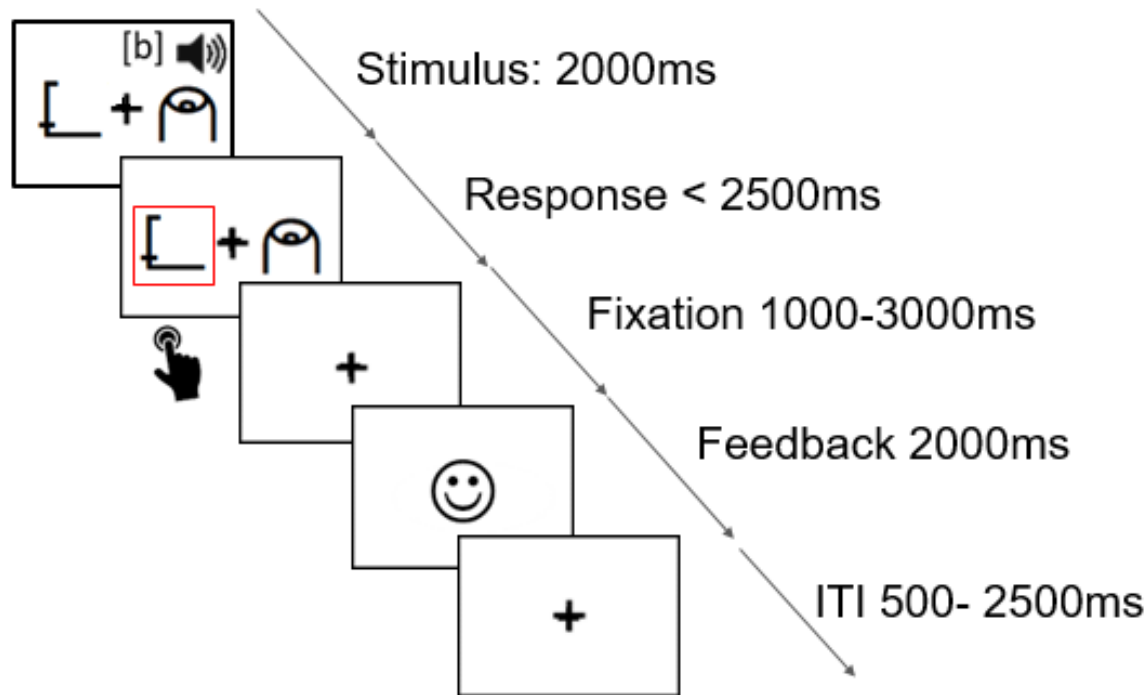 [b]
Stimulus: 2000ms
Response < 2500ms
Fixation 1000-3000ms
Feedback 2000ms
ITI 500- 2500ms